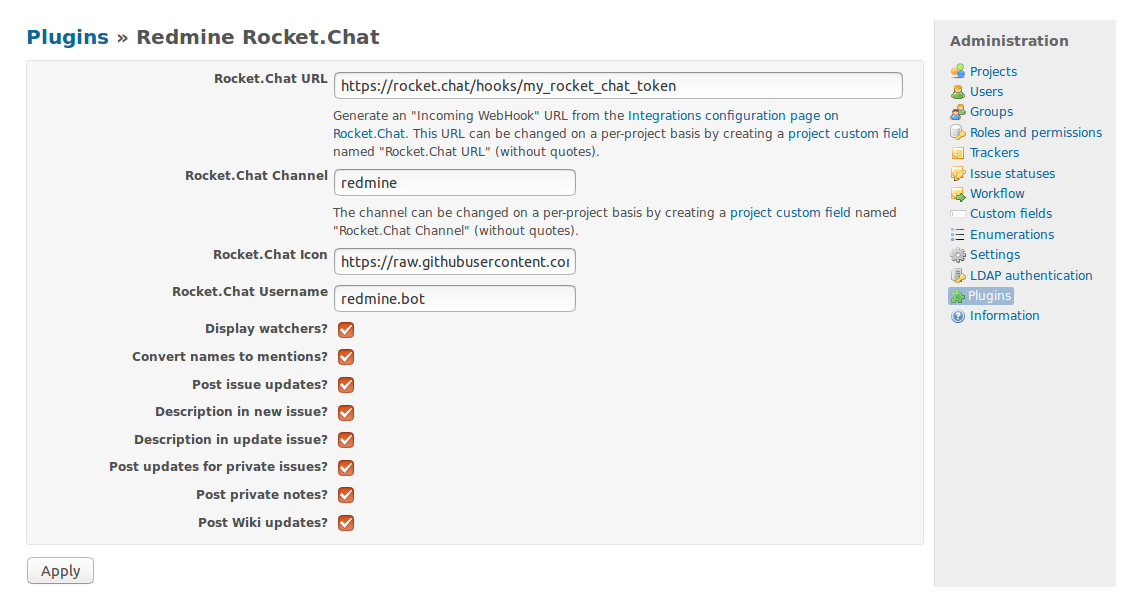 Plugins » Redmine Rocket.Chat
Rocket.Chat URL
https://rocket.chat/hooks/my_rocket_chat_token
Generate an "Incoming WebHook" URL from the Integrations configuration page on
Rocket.Chat. This URL can be changed on a per-project basis by creating a project custom field
named "Rocket.Chat URL" (without quotes).
Rocket.Chat Channel
redmine
The channel can be changed on a per-project basis by creating a project custom field named
"Rocket.Chat Channel" (without quotes).
Rocket.Chat Icon
https://raw.githubusercontent.co
Rocket.Chat Username
redmine.bot
Display watchers?
Convert names to mentions?
Post issue updates?
Description in new issue?
Description in update issue?
Post updates for private issues?
Post private notes?
Post Wiki updates?
Apply
Administration
Projects
Users
Groups
Roles and permissions
Trackers
Issue statuses
Workflow
Custom fields
Enumerations
Settings
LDAP authentication
Plugins
Information